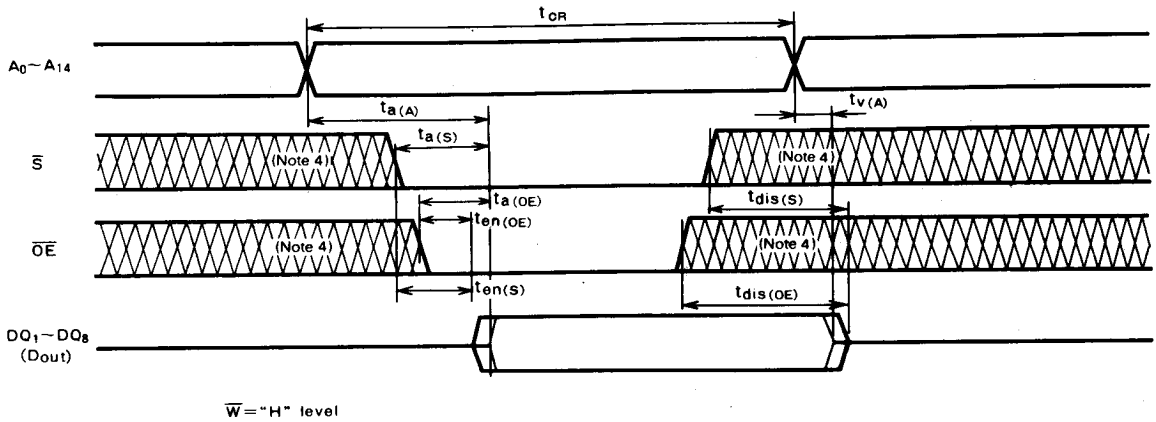 tCR
A0~A14
ta(A)
tv(A)
ta(S)
S̅
(Note 4)
(Note 4)
ta(OE)
tdis(S)
ten(OE)
O̅E̅
(Note 4)
(Note 4)
ten(S)
tdis(OE)
DQ1~DQ8
(Dout)
W̅="H" level